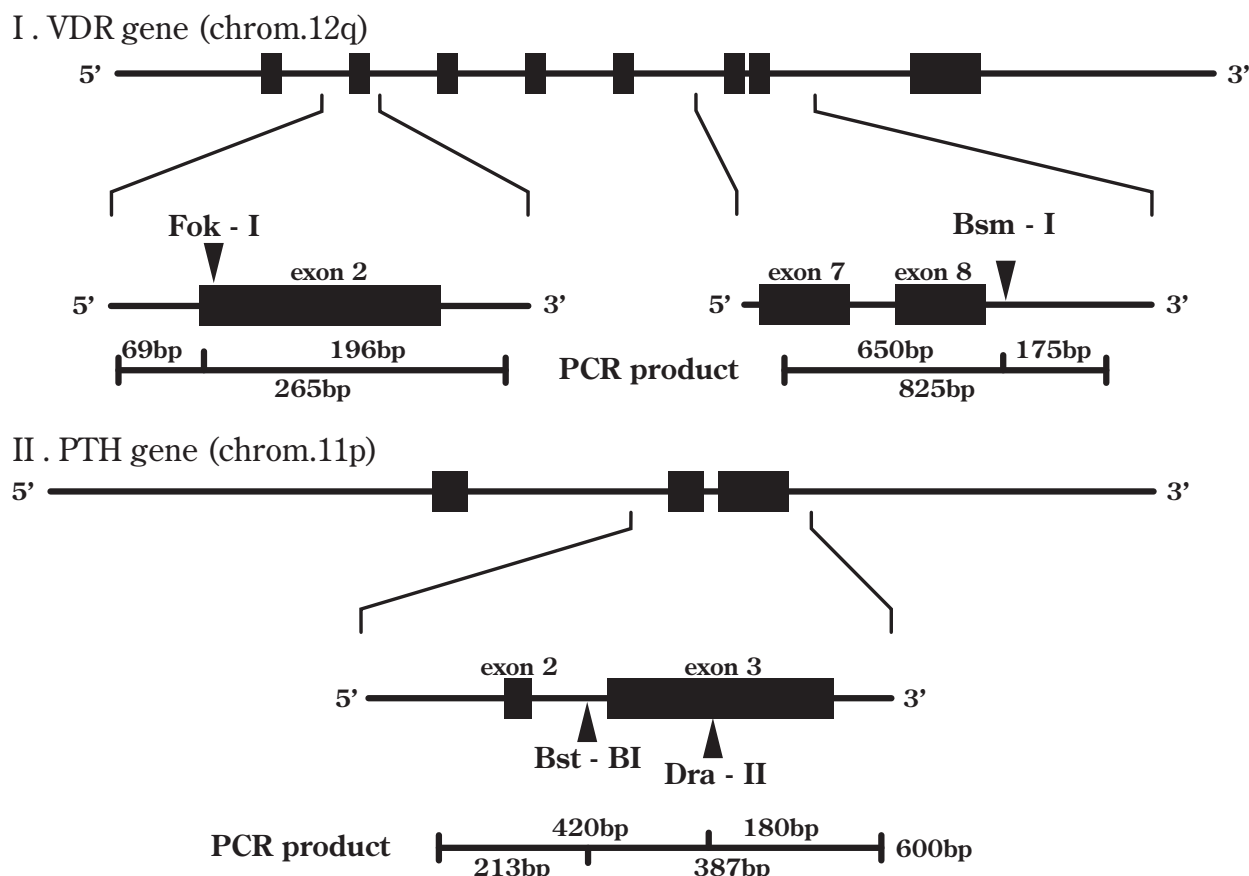 I . VDR gene (chrom.12q)
5’ 3’
Fok - I
Bsm - I
exon 2
exon 7 exon 8
5’ 3’ 5’ 3’
69bp 196bp
265bp
PCR product
650bp 175bp
825bp
II . PTH gene (chrom.11p)
5’ 3’
exon 2 exon 3
5’ 3’
Bst - BI
Dra - II
PCR product
420bp 180bp
600bp
213bp 387bp